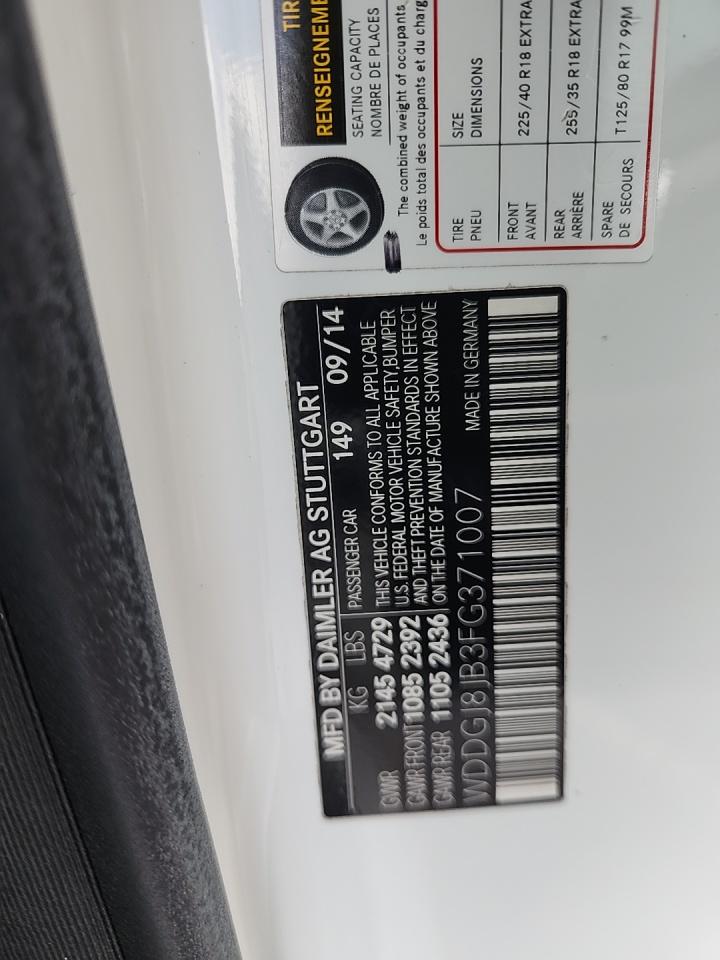 TIR
RENSEIGNEME
SEATING CAPACITY
NOMBRE DE PLACES
The combined weight of occupants
Le poids total des occupants et du charg
TIRE SIZE
PNEU DIMENSIONS
FRONT 225/40 R18 EXTRA
AVANT
REAR 255/35 R18 EXTRA
ARRIÈRE
SPARE T125/80 R17 99M
DE SECOURS
MFD BY DAIMLER AG STUTTGART
KG LBS PASSENGER CAR 149 09/14
GWR 2145 4729 THIS VEHICLE CONFORMS TO ALL APPLICABLE
GAWR FRONT 1085 2392 U.S. FEDERAL MOTOR VEHICLE SAFETY, BUMPER
GAWR REAR 1105 2436 AND THEFT PREVENTION STANDARDS IN EFFECT
ON THE DATE OF MANUFACTURE SHOWN ABOVE
WDDGJ8JB3FG371007 MADE IN GERMANY